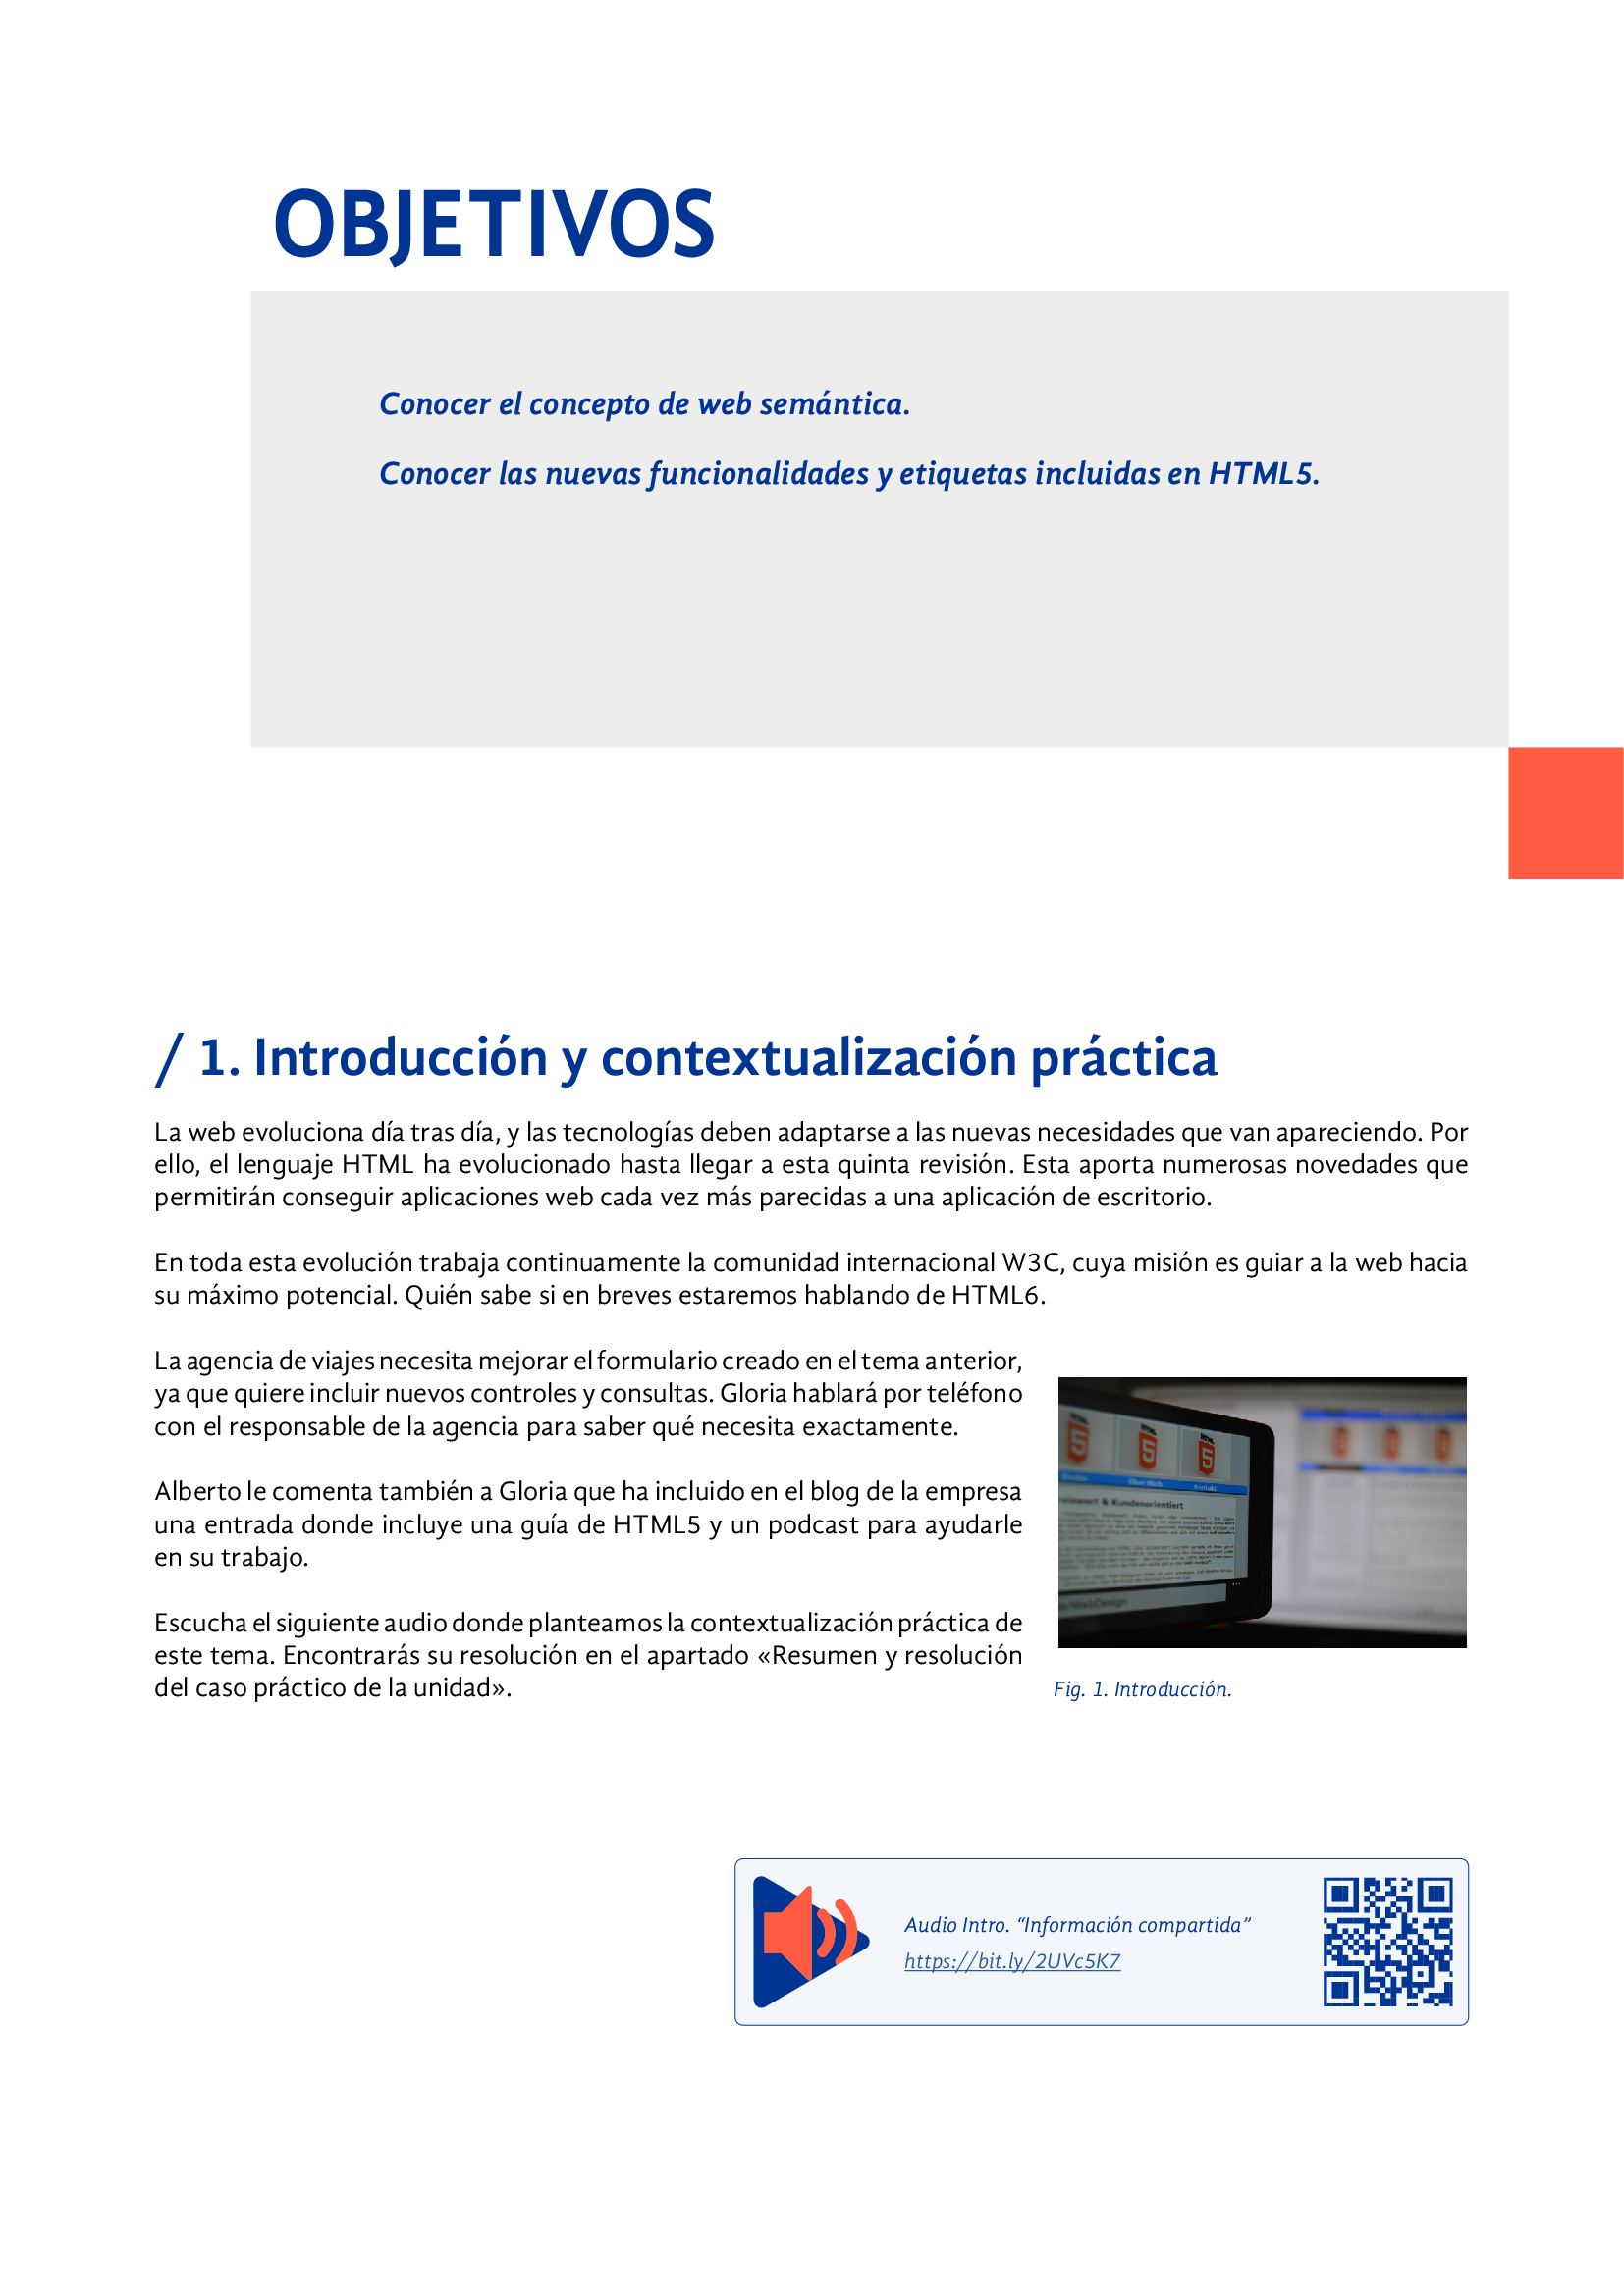 OBJETIVOS
Conocer el concepto de web semántica.
Conocer las nuevas funcionalidades y etiquetas incluidas en HTML5.
/ 1. Introducción y contextualización práctica
La web evoluciona día tras día, y las tecnologías deben adaptarse a las nuevas necesidades que van apareciendo. Por
ello, el lenguaje HTML ha evolucionado hasta llegar a esta quinta revisión. Esta aporta numerosas novedades que
permitirán conseguir aplicaciones web cada vez más parecidas a una aplicación de escritorio.
En toda esta evolución trabaja continuamente la comunidad internacional W3C, cuya misión es guiar a la web hacia
su máximo potencial. Quién sabe si en breves estaremos hablando de HTML6.
La agencia de viajes necesita mejorar el formulario creado en el tema anterior,
ya que quiere incluir nuevos controles y consultas. Gloria hablará por teléfono
con el responsable de la agencia para saber qué necesita exactamente.
Alberto le comenta también a Gloria que ha incluido en el blog de la empresa
una entrada donde incluye una guía de HTML5 y un podcast para ayudarle
en su trabajo.
Escucha el siguiente audio donde planteamos la contextualización práctica de
este tema. Encontrarás su resolución en el apartado «Resumen y resolución
del caso práctico de la unidad».
HTML HTML HTML
5 5 5
Über Mich Kontakt
& Kundenorientiert
Fig. 1. Introducción.
Audio Intro. “Información compartida”
https://bit.ly/2UVc5K7